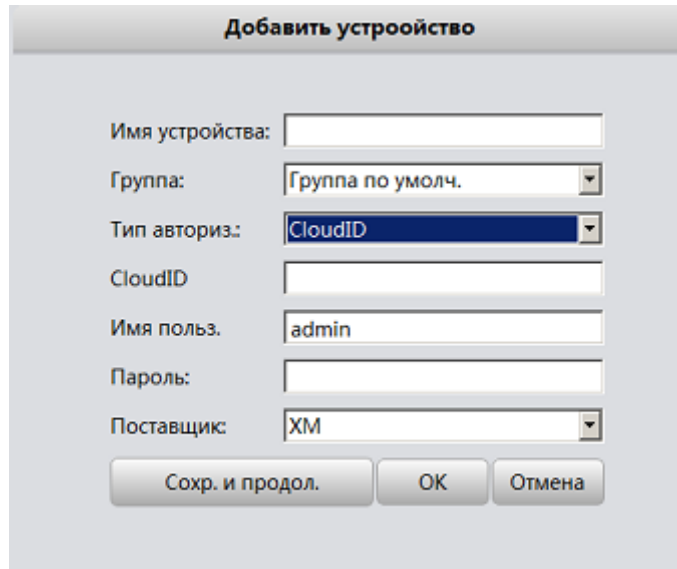 Добавить устроойство
Имя устройства:
Группа: Группа по умолч.
Тип авториз.: CloudID
CloudID
Имя польз. admin
Пароль:
Поставщик: XM
Сохр. и продол. OK Отмена